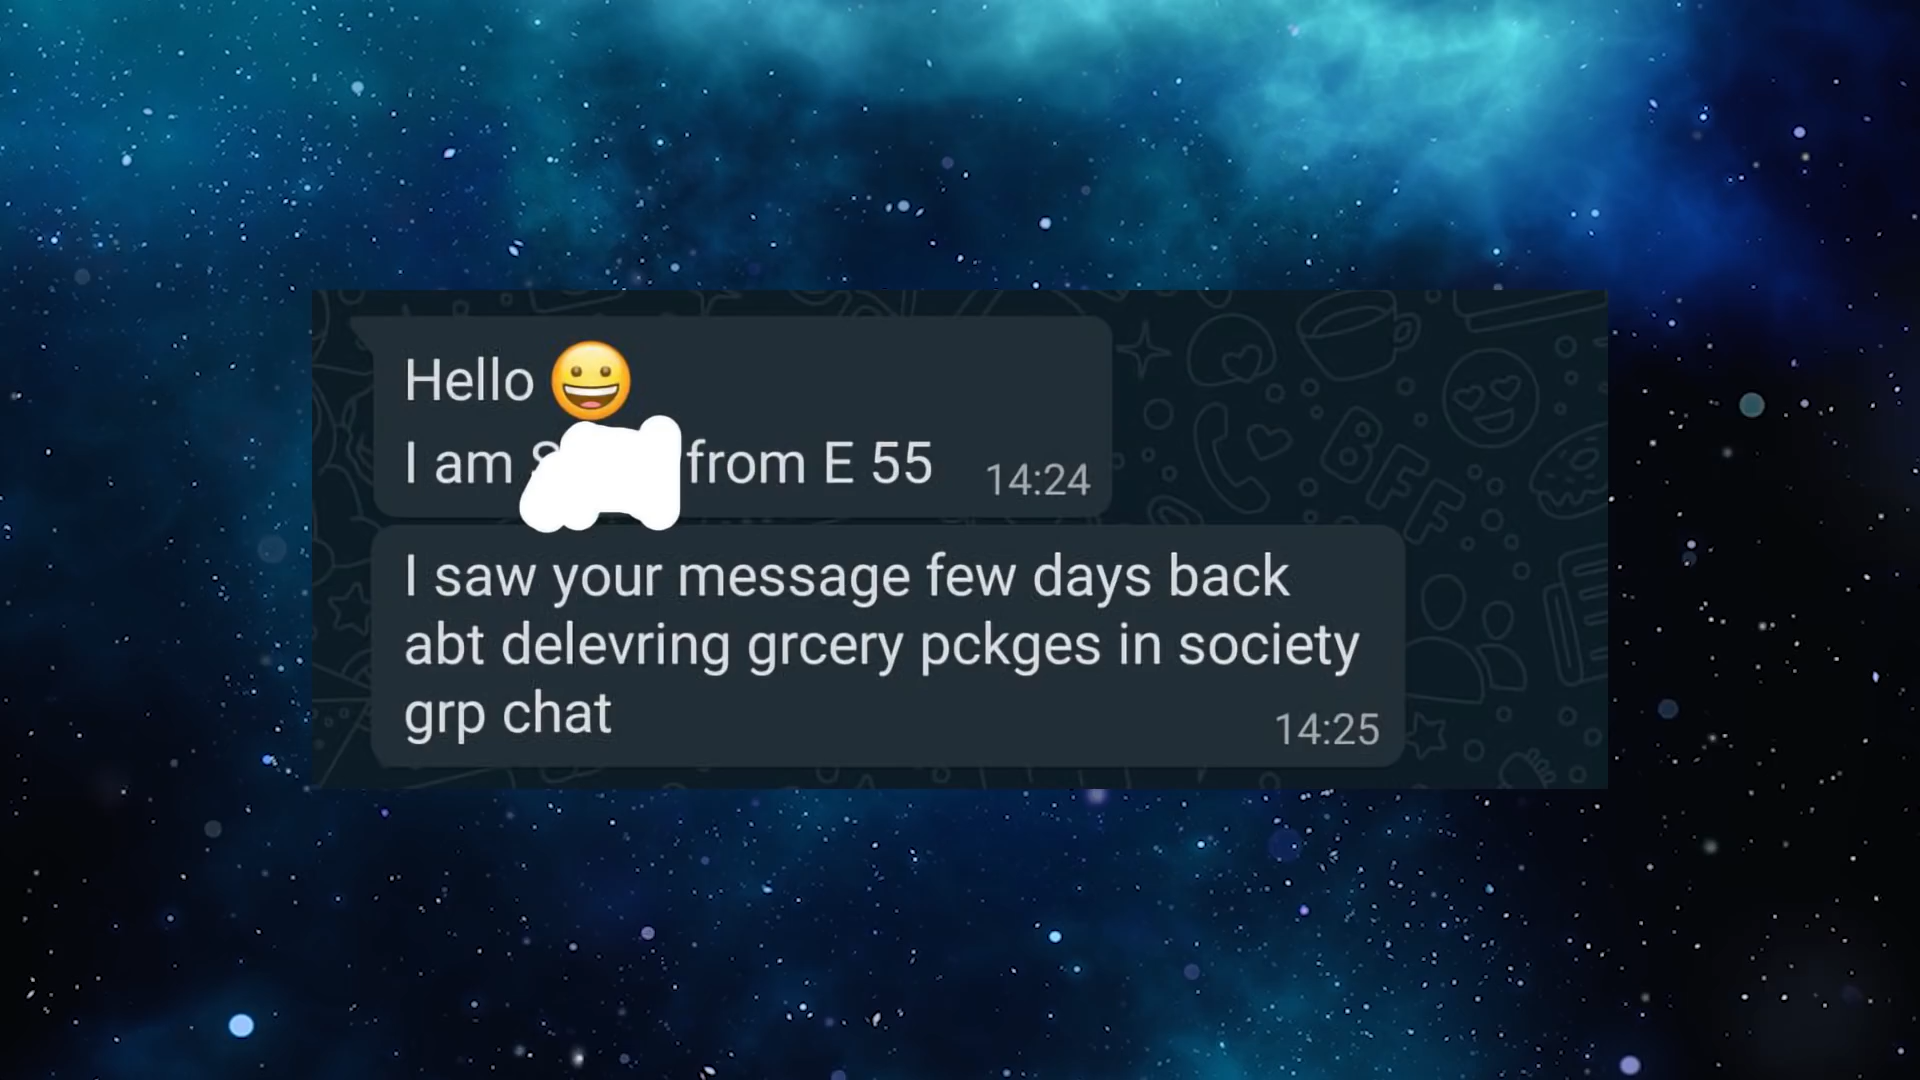 Hello 😀
I am from E 55
14:24
I saw your message few days back
abt delevring grcery pckges in society
grp chat
14:25